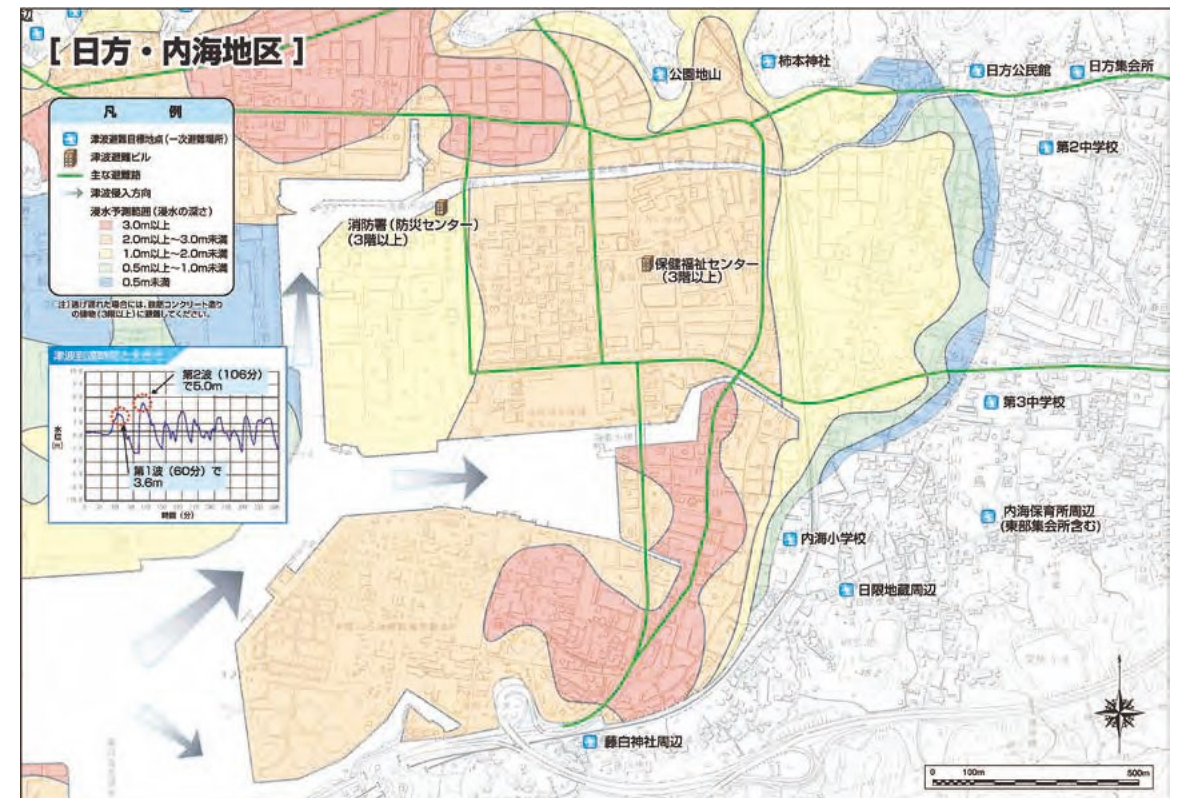 [ 日方・内海地区 ]
凡 例
津波避難目標地点(一次避難場所)
津波避難ビル
主な避難路
津波侵入方向
浸水予測範囲(浸水の深さ)
3.0m以上
2.0m以上〜3.0m未満
1.0m以上〜2.0m未満
0.5m以上〜1.0m未満
0.5m未満
注)逃げ遅れた場合には、鉄筋コンクリート造り
の建物(3階以上)に避難してください。
第2波(106分)
で5.0m
第1波(60分)で
3.6m
水位(m)
時間(分)
公園地山
柿本神社
日方公民館
日方集会所
第2中学校
消防署(防災センター)
(3階以上)
保健福祉センター
(3階以上)
第3中学校
内海保育所周辺
(東部集会所含む)
内海小学校
日限地蔵周辺
藤白神社周辺
0 100m 500m